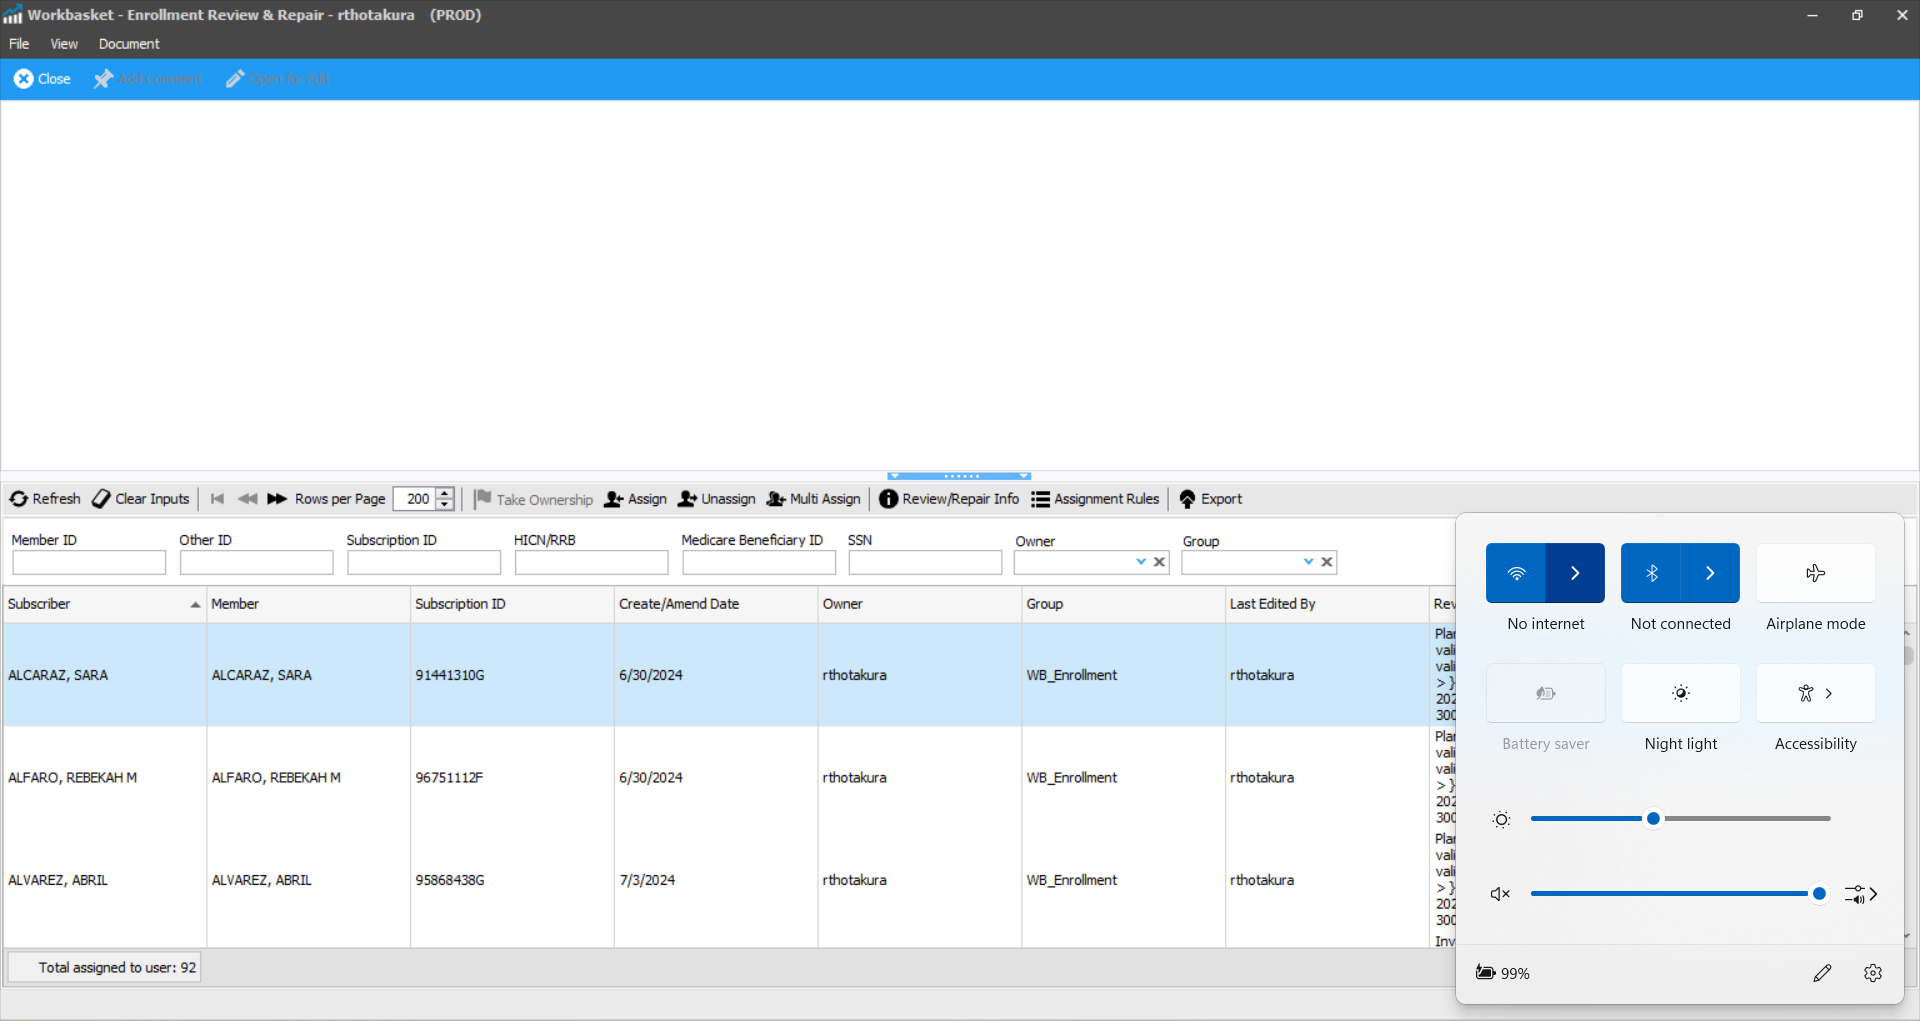 Workbasket - Enrollment Review & Repair - rthotakura (PROD)
File View Document
Close Add Comment Open for Edit
Refresh Clear Inputs Rows per Page 200 Take Ownership Assign Unassign Multi Assign Review/Repair Info Assignment Rules Export
Member ID Other ID Subscription ID HICN/RRB Medicare Beneficiary ID SSN Owner Group
Subscriber Member Subscription ID Create/Amend Date Owner Group Last Edited By Rev
ALCARAZ, SARA ALCARAZ, SARA 91441310G 6/30/2024 rthotakura WB_Enrollment rthotakura
Plan
vali
vali
> }
202
300
ALFARO, REBEKAH M ALFARO, REBEKAH M 96751112F 6/30/2024 rthotakura WB_Enrollment rthotakura
Plan
vali
vali
> }
202
300
ALVAREZ, ABRIL ALVAREZ, ABRIL 95868438G 7/3/2024 rthotakura WB_Enrollment rthotakura
Plan
vali
vali
> }
202
300
Inv
Total assigned to user: 92
No internet Not connected Airplane mode
Battery saver Night light Accessibility
99%